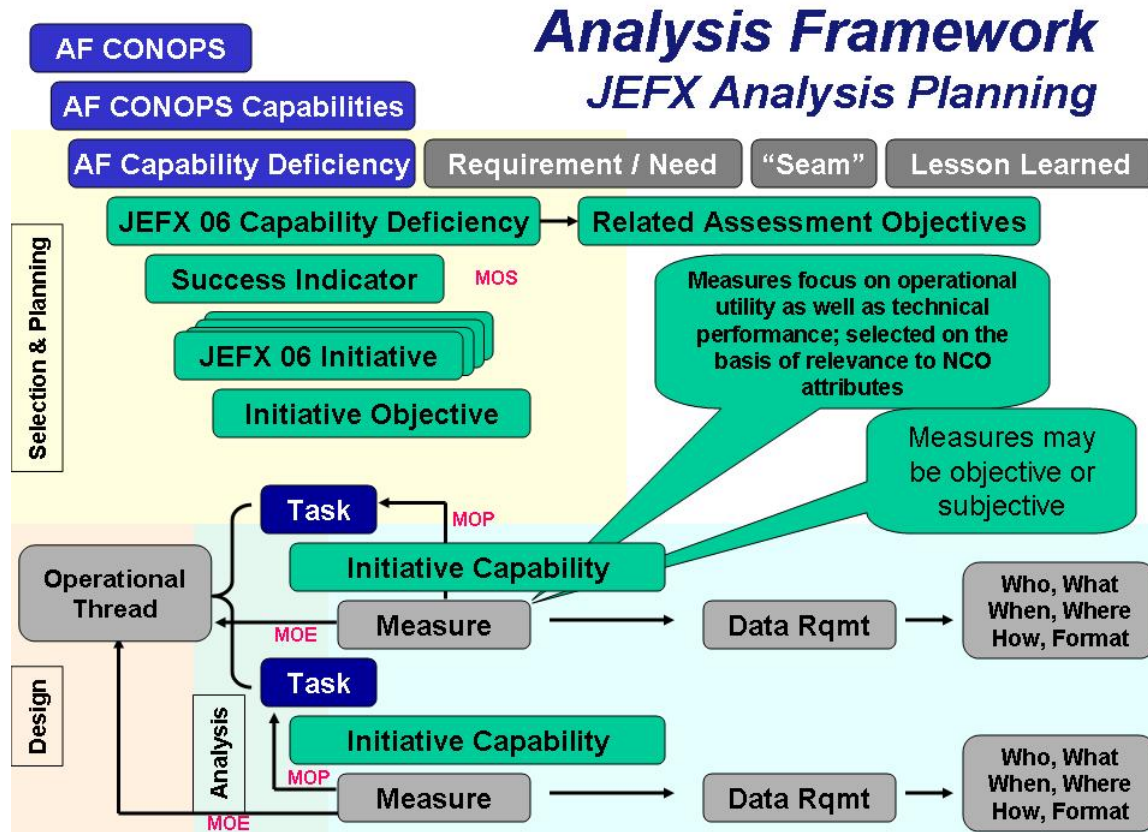 Analysis Framework
JEFX Analysis Planning
AF CONOPS
AF CONOPS Capabilities
AF Capability Deficiency
Requirement / Need
“Seam”
Lesson Learned
JEFX 06 Capability Deficiency
Related Assessment Objectives
Success Indicator
MOS
JEFX 06 Initiative
Initiative Objective
Selection & Planning
Measures focus on operational
utility as well as technical
performance; selected on the
basis of relevance to NCO
attributes
Measures may
be objective or
subjective
Task
MOP
Initiative Capability
Operational
Thread
MOE
Measure
Data Rqmt
Who, What
When, Where
How, Format
Task
Design
Analysis
Initiative Capability
MOP
Measure
MOE
Data Rqmt
Who, What
When, Where
How, Format